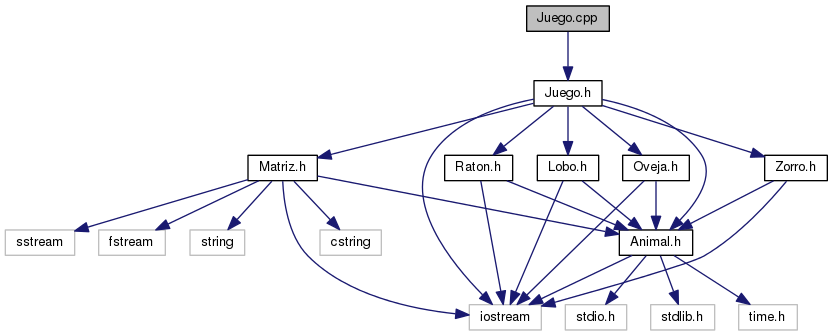 Juego.cpp
Juego.h
Matriz.h
Raton.h
Lobo.h
Oveja.h
Zorro.h
sstream
fstream
string
cstring
Animal.h
iostream
stdio.h
stdlib.h
time.h